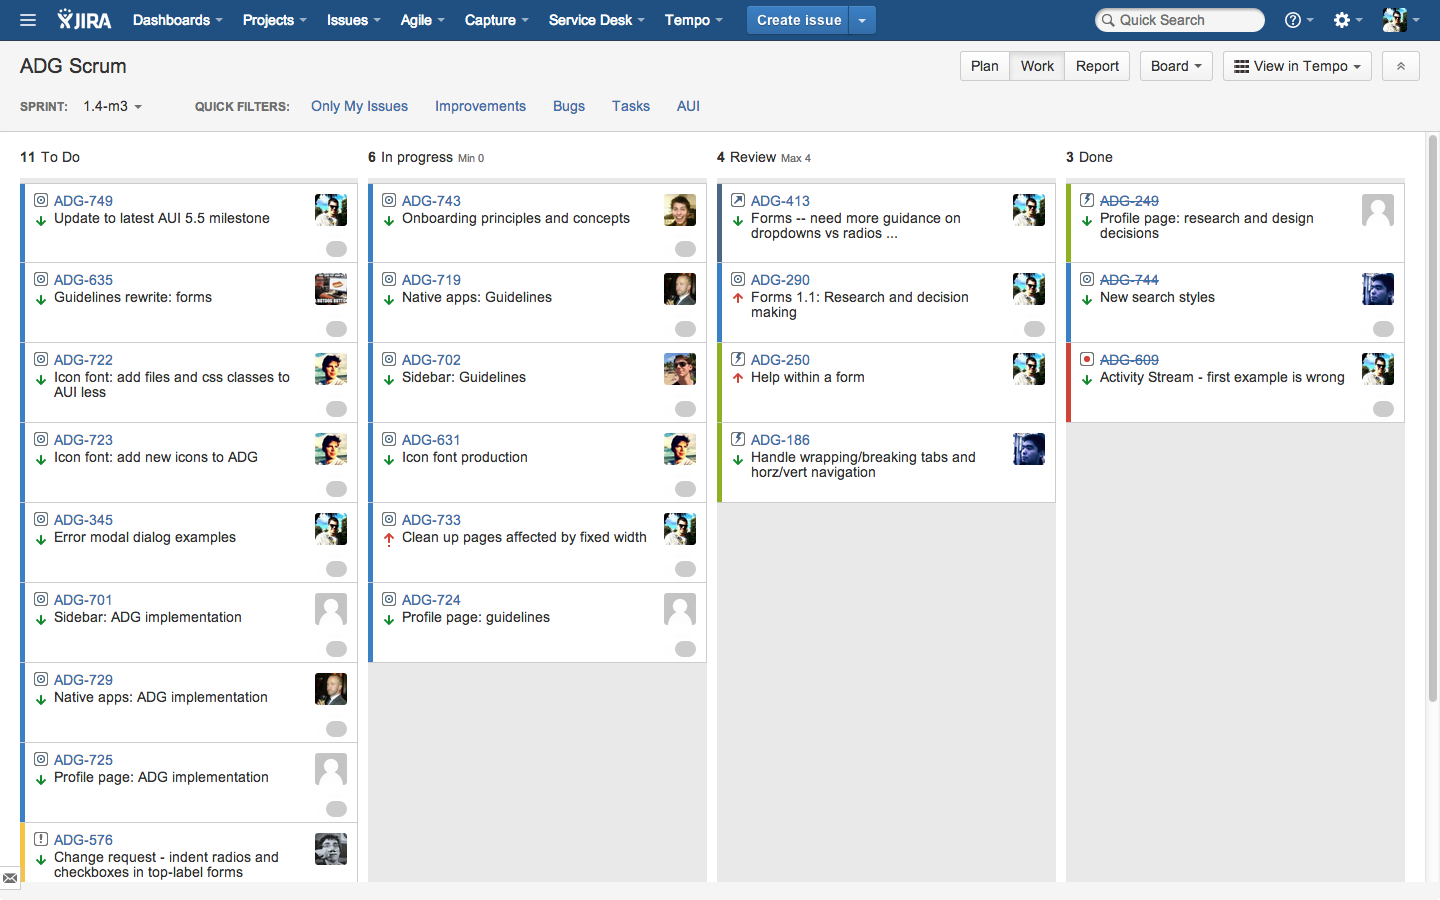 JIRA Dashboards Projects Issues Agile Capture Service Desk Tempo Create issue Quick Search
ADG Scrum
Plan Work Report Board View in Tempo
SPRINT: 1.4-m3 QUICK FILTERS: Only My Issues Improvements Bugs Tasks AUI
11 To Do
ADG-749
Update to latest AUI 5.5 milestone
ADG-635
Guidelines rewrite: forms
ADG-722
Icon font: add files and css classes to
AUI less
ADG-723
Icon font: add new icons to ADG
ADG-345
Error modal dialog examples
ADG-701
Sidebar: ADG implementation
ADG-729
Native apps: ADG implementation
ADG-725
Profile page: ADG implementation
ADG-576
Change request - indent radios and
checkboxes in top-label forms
6 In progress Min 0
ADG-743
Onboarding principles and concepts
ADG-719
Native apps: Guidelines
ADG-702
Sidebar: Guidelines
ADG-631
Icon font production
ADG-733
Clean up pages affected by fixed width
ADG-724
Profile page: guidelines
4 Review Max 4
ADG-413
Forms -- need more guidance on
dropdowns vs radios ...
ADG-290
Forms 1.1: Research and decision
making
ADG-250
Help within a form
ADG-186
Handle wrapping/breaking tabs and
horz/vert navigation
3 Done
ADG-249
Profile page: research and design
decisions
ADG-744
New search styles
ADG-609
Activity Stream - first example is wrong